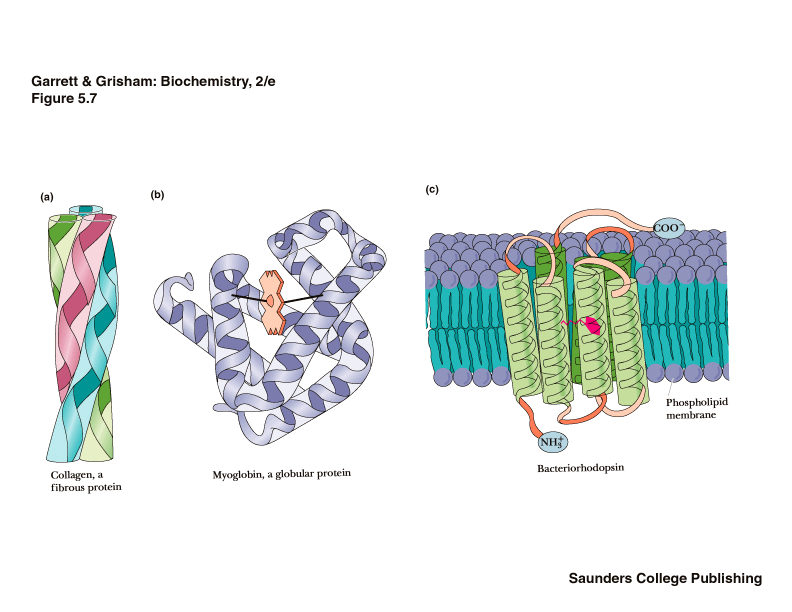 Garrett & Grisham: Biochemistry, 2/e
Figure 5.7
(a)
(b)
(c)
COO⁻
NH₃⁺
Phospholipid
membrane
Collagen, a
fibrous protein
Myoglobin, a globular protein
Bacteriorhodopsin
Saunders College Publishing